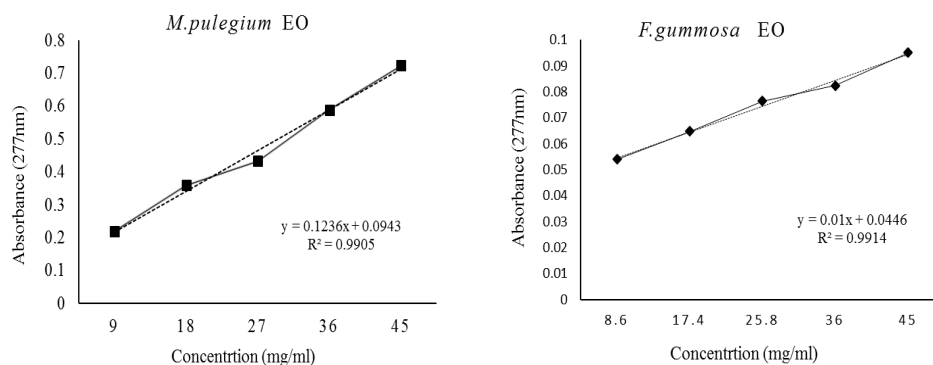 M.pulegium EO
Absorbance (277nm)
0.8
0.7
0.6
0.5
0.4
0.3
0.2
0.1
0
y = 0.1236x + 0.0943
R² = 0.9905
9 18 27 36 45
Concentrtion (mg/ml)
F.gummosa EO
Absorbance (277nm)
0.1
0.09
0.08
0.07
0.06
0.05
0.04
0.03
0.02
0.01
0
y = 0.01x + 0.0446
R² = 0.9914
8.6 17.4 25.8 36 45
Concentrtion (mg/ml)